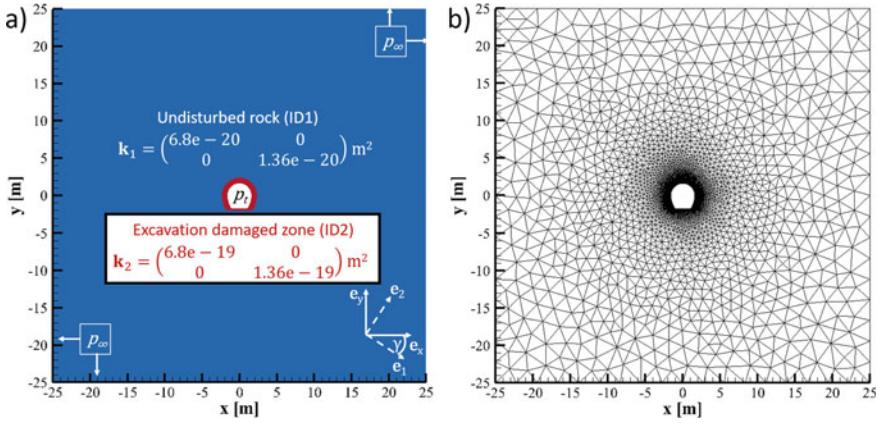 a)
25
20
15
10
5
0
-5
-10
-15
-20
-25
y [m]
p∞
Undisturbed rock (ID1)
k₁ = (6.8e − 20 0
0 1.36e − 20) m²
pₜ
Excavation damaged zone (ID2)
k₂ = (6.8e − 19 0
0 1.36e − 19) m²
p∞
e_y
e₂
γ
e_x
e₁
-25 -20 -15 -10 -5 0 5 10 15 20 25
x [m]
b)
25
20
15
10
5
0
-5
-10
-15
-20
-25
y [m]
-25 -20 -15 -10 -5 0 5 10 15 20 25
x [m]